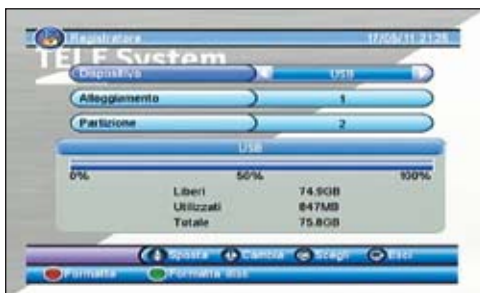 Registratore 17/05/11 21:25
TELE System
Dispositivo USB
Alloggiamento 1
Partizione 2
USB
0% 50% 100%
Liberi 74.9GB
Utilizzati 847MB
Totale 75.8GB
Sposta Cambia Scegli Esci
Formatta Formatta disc